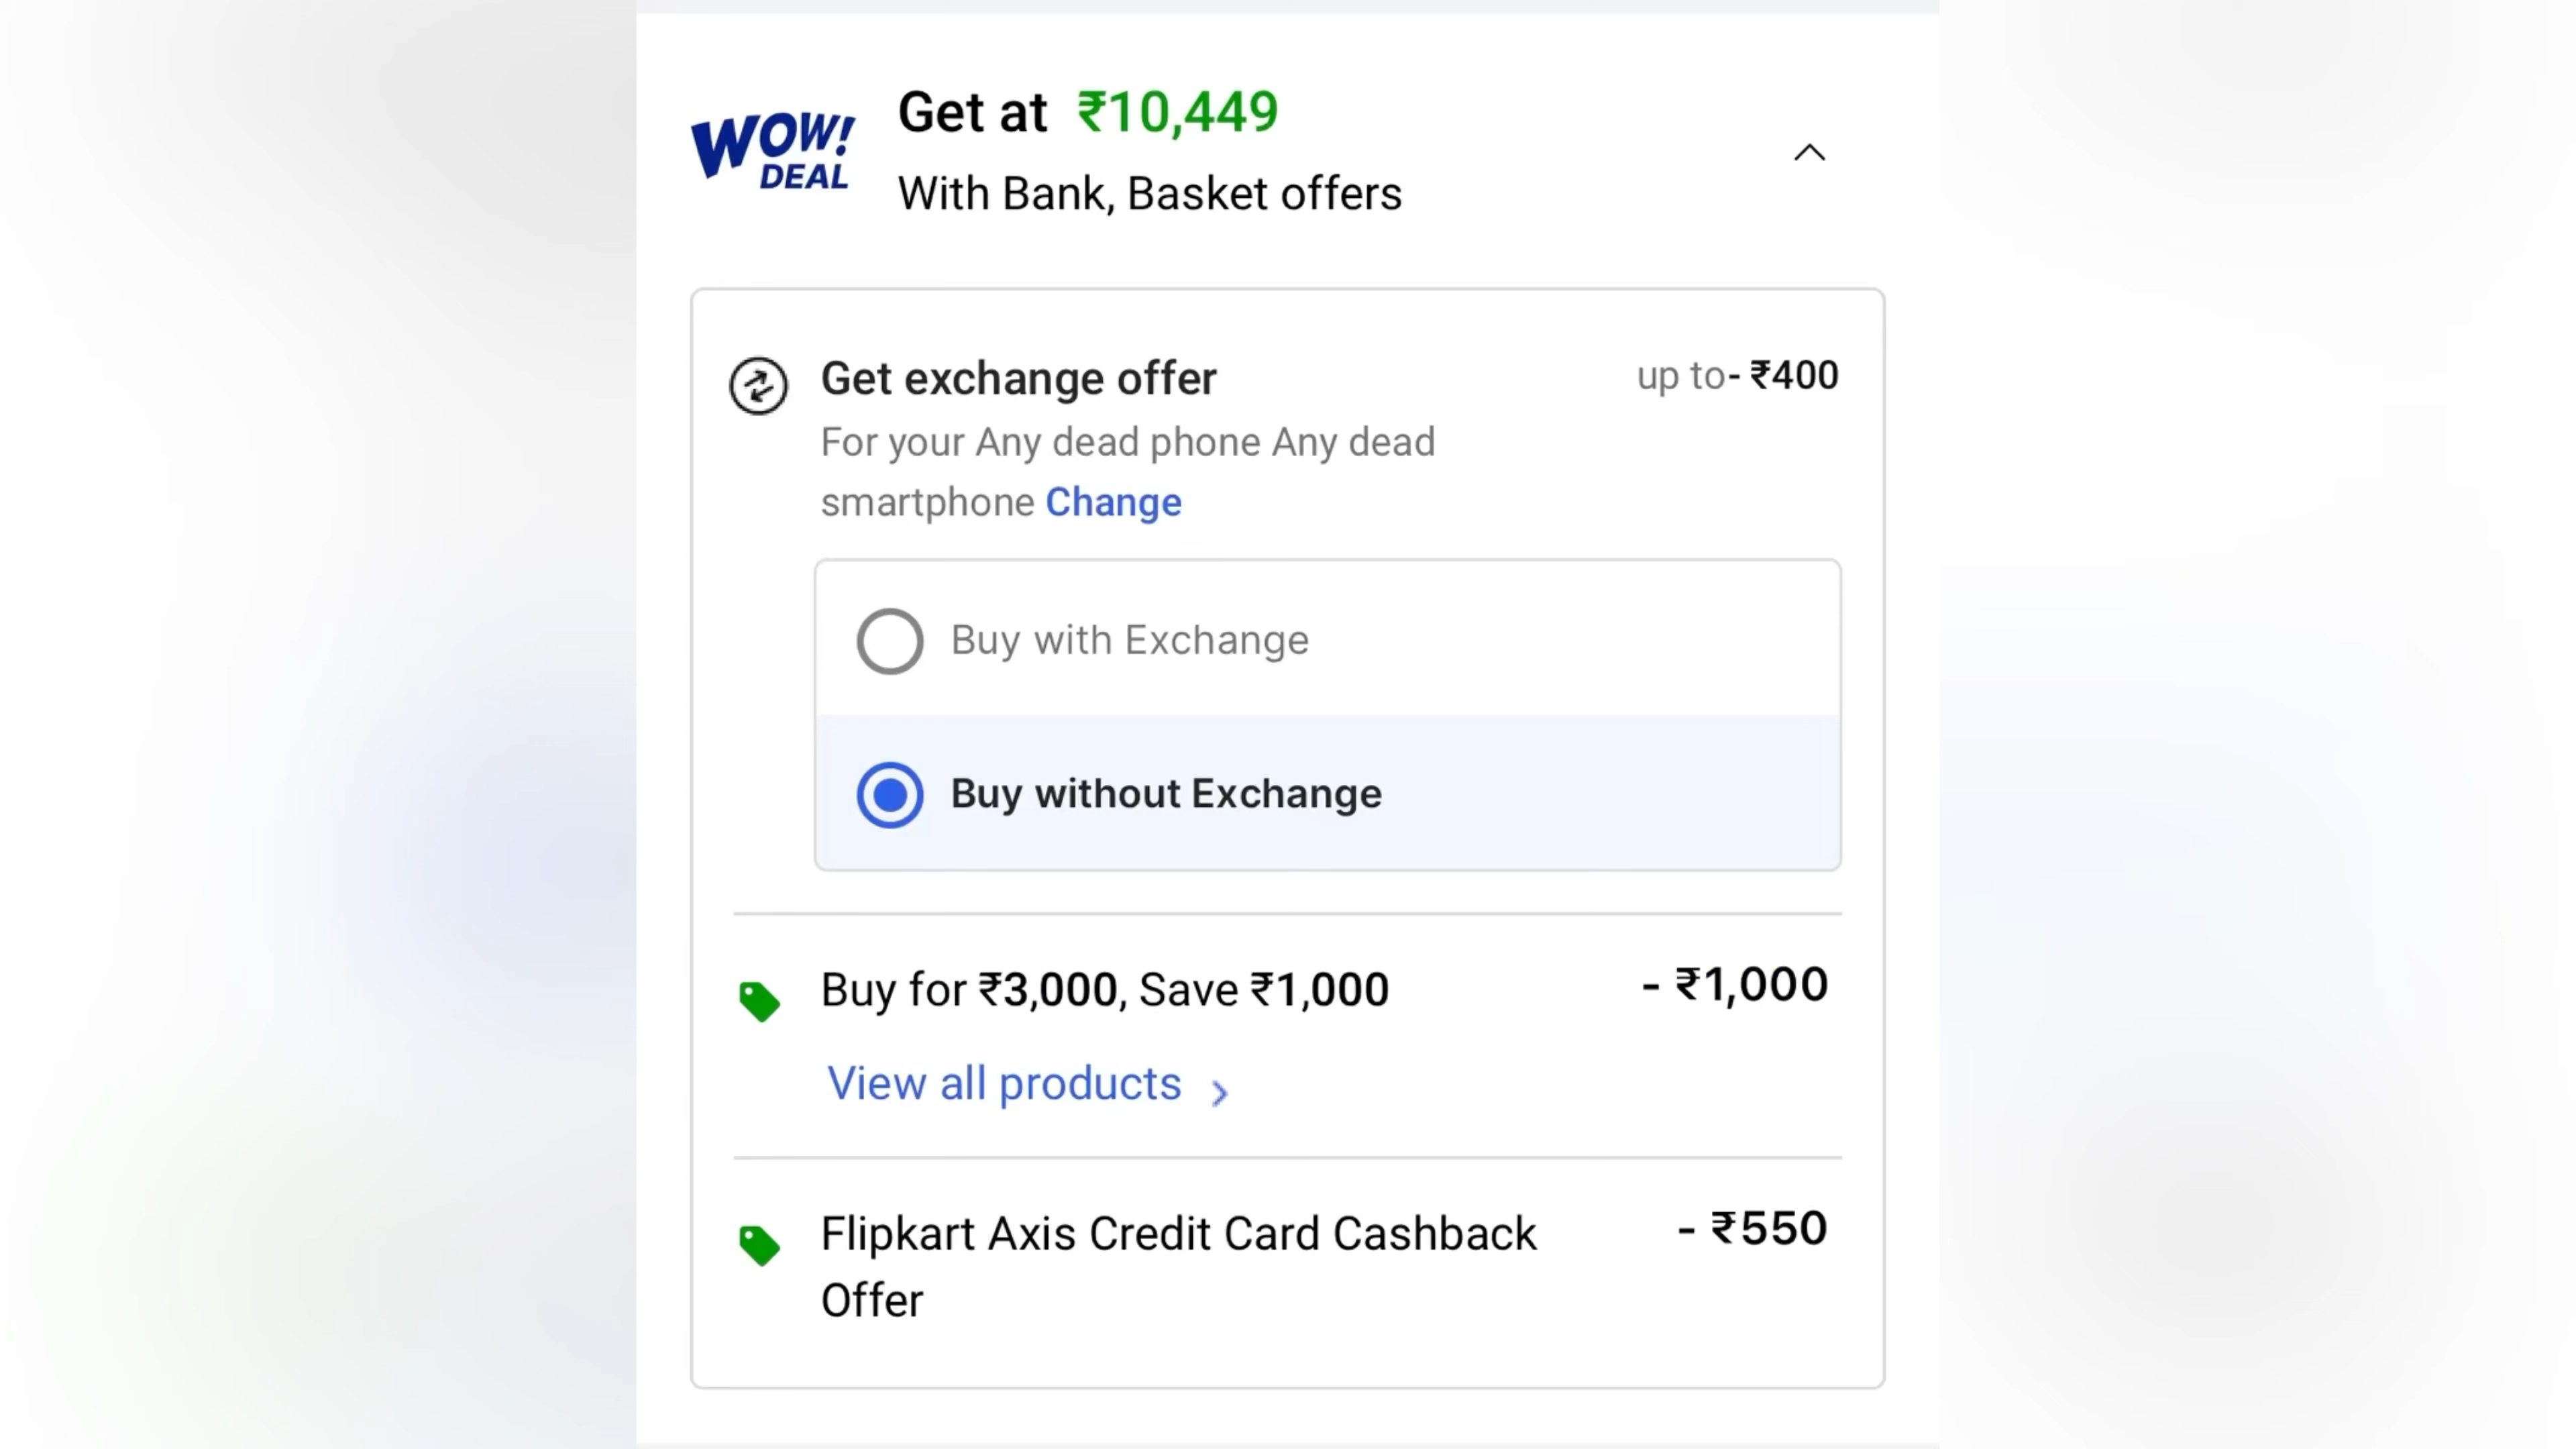 WOW!
DEAL
Get at ₹10,449
With Bank, Basket offers
Get exchange offer
up to- ₹400
For your Any dead phone Any dead
smartphone Change
Buy with Exchange
Buy without Exchange
Buy for ₹3,000, Save ₹1,000
- ₹1,000
View all products
Flipkart Axis Credit Card Cashback
Offer
- ₹550